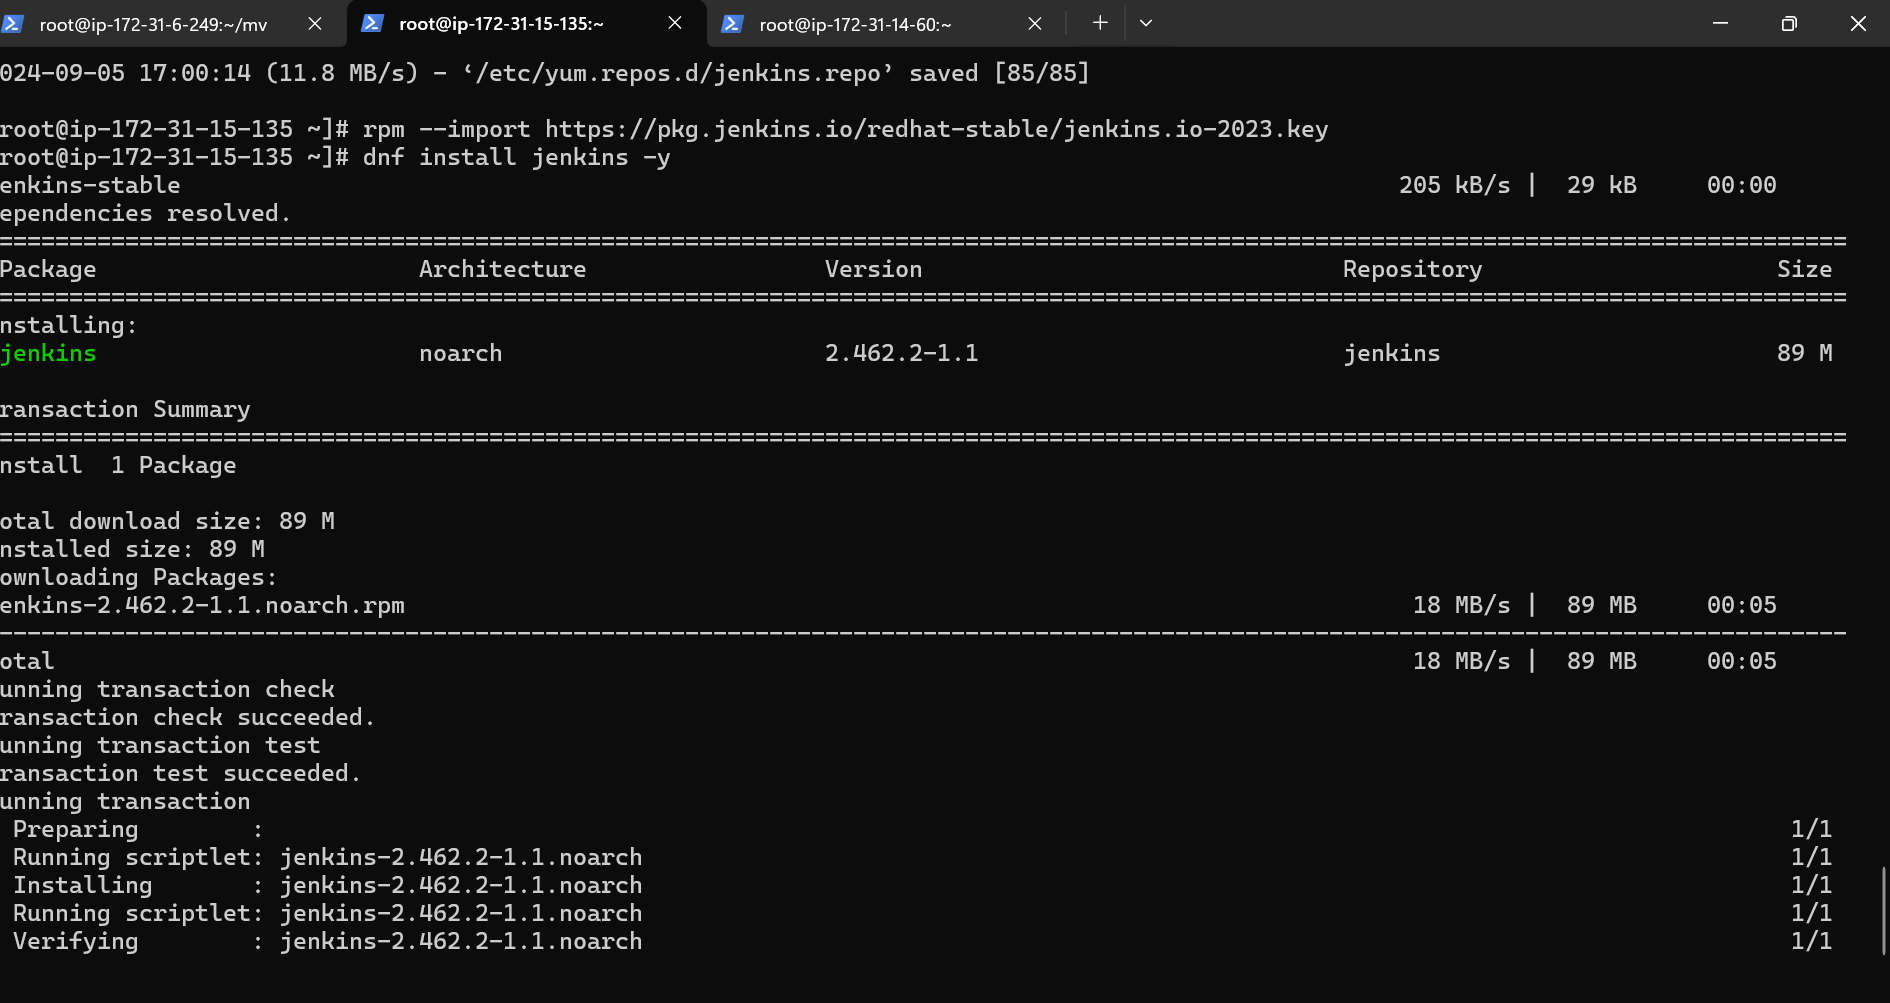 root@ip-172-31-6-249:~/mv
root@ip-172-31-15-135:~
root@ip-172-31-14-60:~
024-09-05 17:00:14 (11.8 MB/s) - ‘/etc/yum.repos.d/jenkins.repo’ saved [85/85]
root@ip-172-31-15-135 ~]# rpm --import https://pkg.jenkins.io/redhat-stable/jenkins.io-2023.key
root@ip-172-31-15-135 ~]# dnf install jenkins -y
enkins-stable 205 kB/s | 29 kB 00:00
ependencies resolved.
Package Architecture Version Repository Size
nstalling:
jenkins noarch 2.462.2-1.1 jenkins 89 M
ransaction Summary
nstall 1 Package
otal download size: 89 M
nstalled size: 89 M
ownloading Packages:
enkins-2.462.2-1.1.noarch.rpm 18 MB/s | 89 MB 00:05
otal 18 MB/s | 89 MB 00:05
unning transaction check
ransaction check succeeded.
unning transaction test
ransaction test succeeded.
unning transaction
Preparing : 1/1
Running scriptlet: jenkins-2.462.2-1.1.noarch 1/1
Installing : jenkins-2.462.2-1.1.noarch 1/1
Running scriptlet: jenkins-2.462.2-1.1.noarch 1/1
Verifying : jenkins-2.462.2-1.1.noarch 1/1